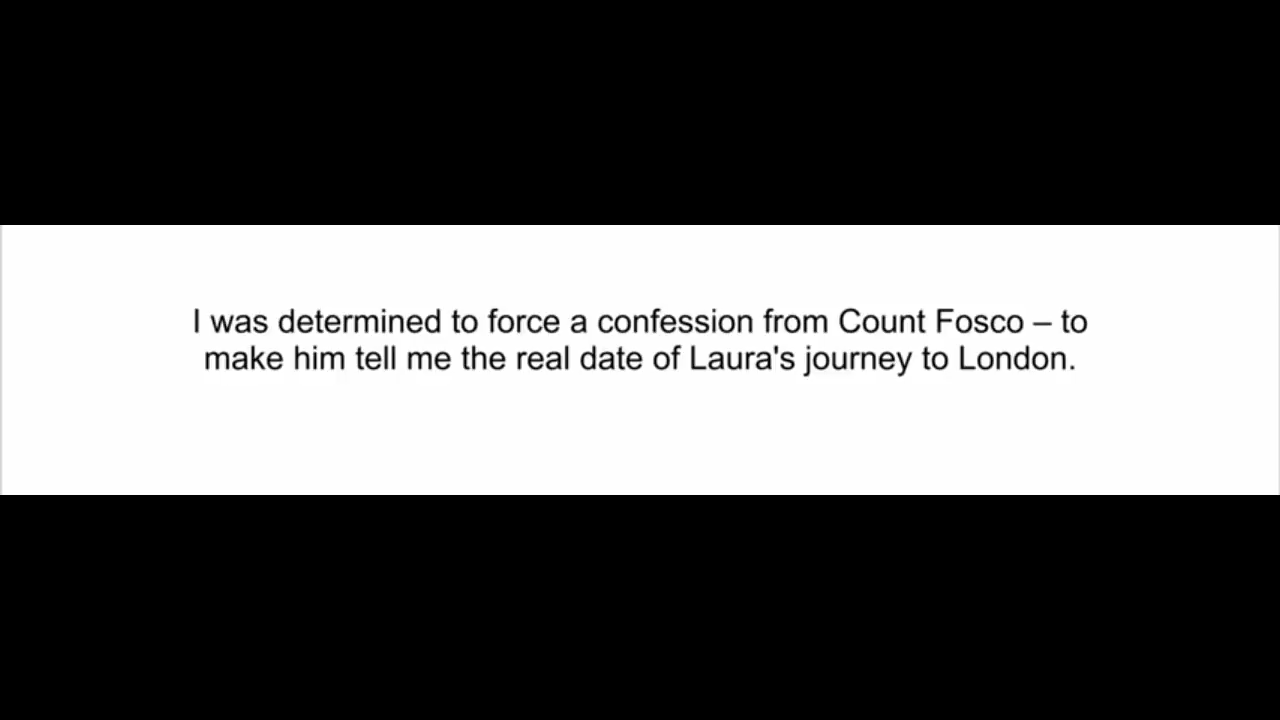 I was determined to force a confession from Count Fosco – to
make him tell me the real date of Laura's journey to London.